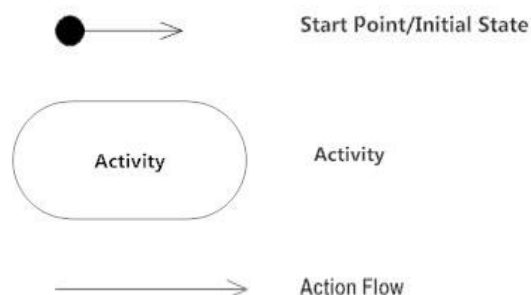 Start Point/Initial State
Activity
Activity
Action Flow